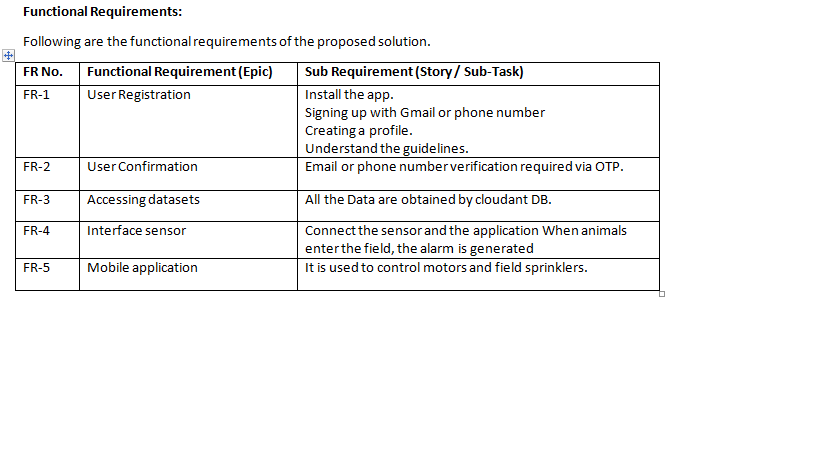 Functional Requirements:
Following are the functional requirements of the proposed solution.
FR No. Functional Requirement (Epic) Sub Requirement (Story / Sub-Task)
FR-1 User Registration Install the app.
Signing up with Gmail or phone number
Creating a profile.
Understand the guidelines.
FR-2 User Confirmation Email or phone number verification required via OTP.
FR-3 Accessing datasets All the Data are obtained by cloudant DB.
FR-4 Interface sensor Connect the sensor and the application When animals
enter the field, the alarm is generated
FR-5 Mobile application It is used to control motors and field sprinklers.